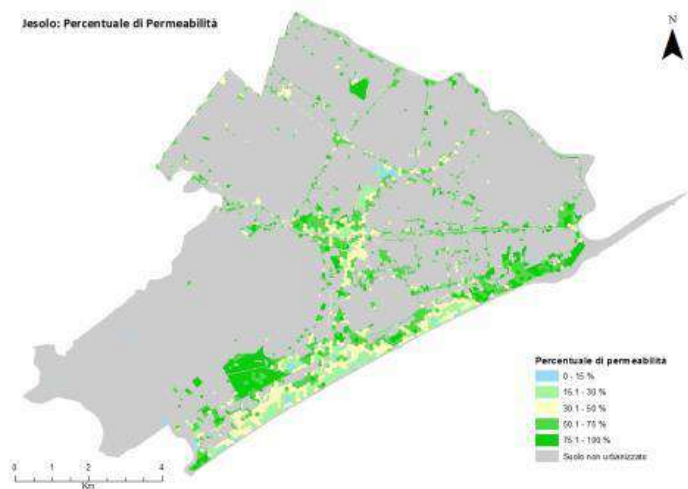 Jesolo: Percentuale di Permeabilità
N
Percentuale di permeabilità
0 - 15 %
15.1 - 30 %
30.1 - 50 %
50.1 - 75 %
75.1 - 100 %
Suolo non urbanizzato
0 1 2 4
Km